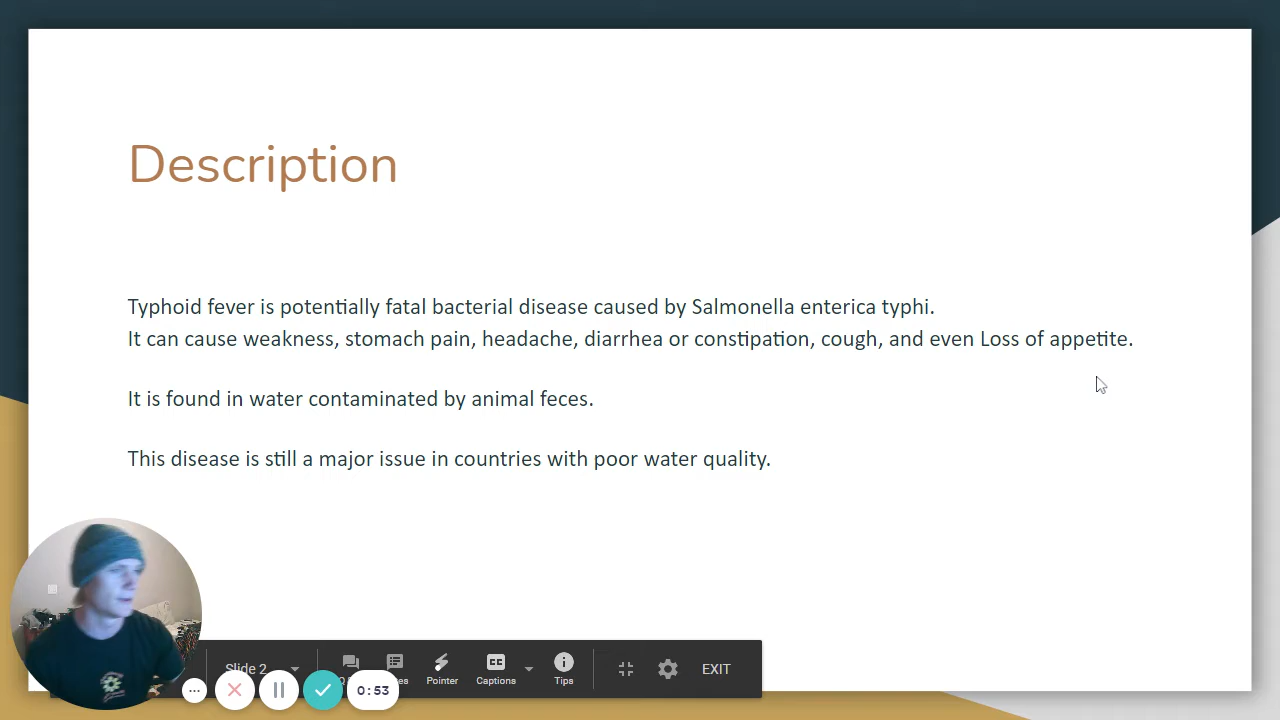 Description
Typhoid fever is potentially fatal bacterial disease caused by Salmonella enterica typhi.
It can cause weakness, stomach pain, headache, diarrhea or constipation, cough, and even Loss of appetite.
It is found in water contaminated by animal feces.
This disease is still a major issue in countries with poor water quality.
Slide 2
Pointer
Captions
Tips
EXIT
0:53